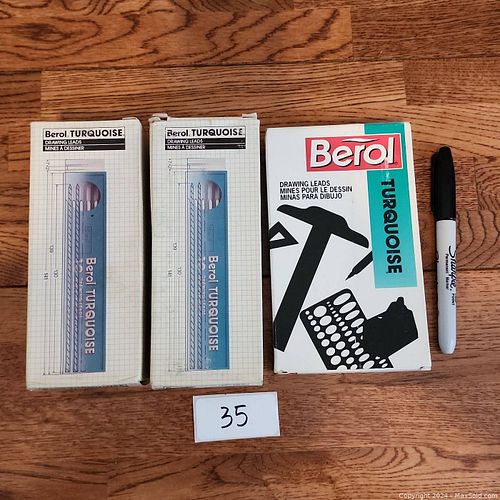 Berol TURQUOISE
DRAWING LEADS
MINES À DESSINER
Berol TURQUOISE
Berol TURQUOISE
DRAWING LEADS
MINES À DESSINER
Berol TURQUOISE
Berol
DRAWING LEADS
MINES POUR LE DESSIN
MINAS PARA DIBUJO
TURQUOISE
Sharpie
35
Copyright 2024 - MaxSold.com